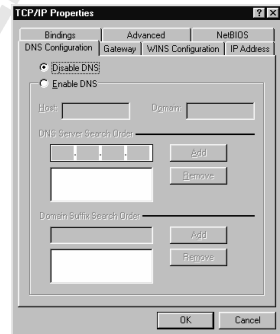 TCP/IP Properties
Bindings Advanced NetBIOS
DNS Configuration Gateway WINS Configuration IP Address
Disable DNS
Enable DNS
Host: Domain:
DNS Server Search Order
Add
Remove
Domain Suffix Search Order
Add
Remove
OK Cancel